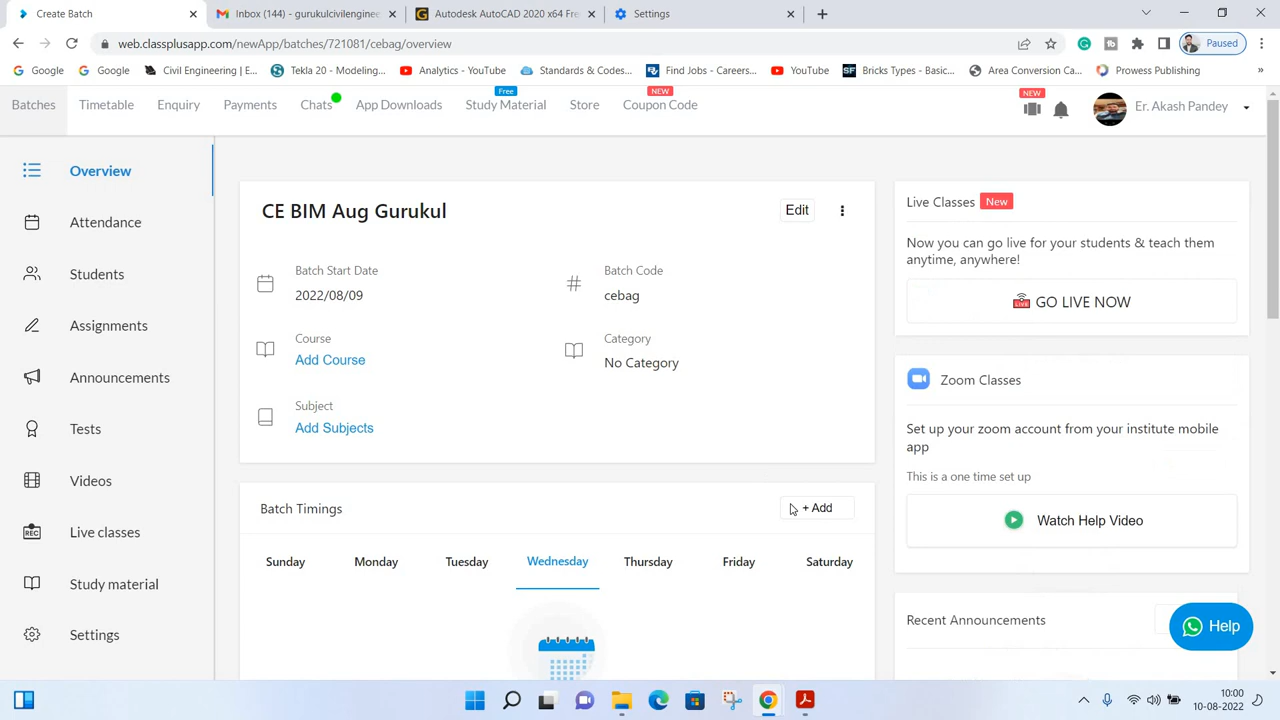 Create Batch
Inbox (144) - gurukulcivilengine
Autodesk AutoCAD 2020 x64 Fre
Settings
web.classplusapp.com/newApp/batches/721081/cebag/overview
Paused
Google
Google
Civil Engineering | E...
Tekla 20 - Modeling...
Analytics - YouTube
Standards & Codes...
Find Jobs - Careers...
YouTube
SF
Bricks Types - Basic...
Area Conversion Ca...
Prowess Publishing
»
Batches
Timetable
Enquiry
Payments
Chats
App Downloads
Free
Study Material
Store
NEW
Coupon Code
NEW
Er. Akash Pandey
Overview
Attendance
Students
Assignments
Announcements
Tests
Videos
REC
Live classes
Study material
Settings
CE BIM Aug Gurukul
Edit
Batch Start Date
2022/08/09
Batch Code
cebag
Course
Add Course
Category
No Category
Subject
Add Subjects
Batch Timings
+ Add
Sunday
Monday
Tuesday
Wednesday
Thursday
Friday
Saturday
Live Classes
New
Now you can go live for your students & teach them
anytime, anywhere!
LIVE
GO LIVE NOW
Zoom Classes
Set up your zoom account from your institute mobile
app
This is a one time set up
Watch Help Video
Recent Announcements
Help
10:00
10-08-2022